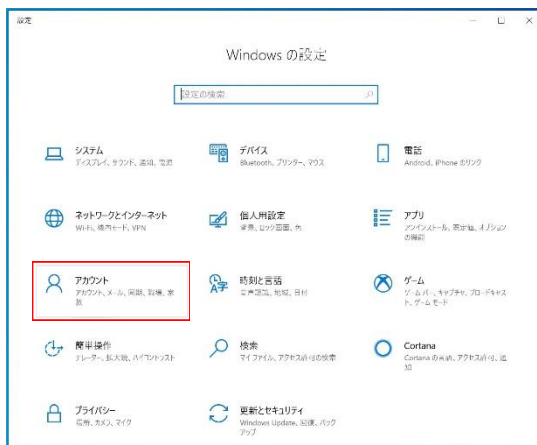 設定
Windows の設定
設定の検索
システム
ディスプレイ、サウンド、通知、電源
デバイス
Bluetooth、プリンター、マウス
電話
Android、iPhone のリンク
ネットワークとインターネット
Wi-Fi、機内モード、VPN
個人用設定
背景、ロック画面、色
アプリ
アンインストール、既定値、オプション
の機能
アカウント
アカウント、メール、同期、職場、家
族
時刻と言語
音声認識、地域、日付
ゲーム
ゲーム バー、キャプチャ、ブロードキャス
ト、ゲーム モード
簡単操作
ナレーター、拡大鏡、ハイコントラスト
検索
マイ ファイル、アクセス許可の検索
Cortana
Cortana の言語、アクセス許可、通
知
プライバシー
場所、カメラ、マイク
更新とセキュリティ
Windows Update、回復、バック
アップ